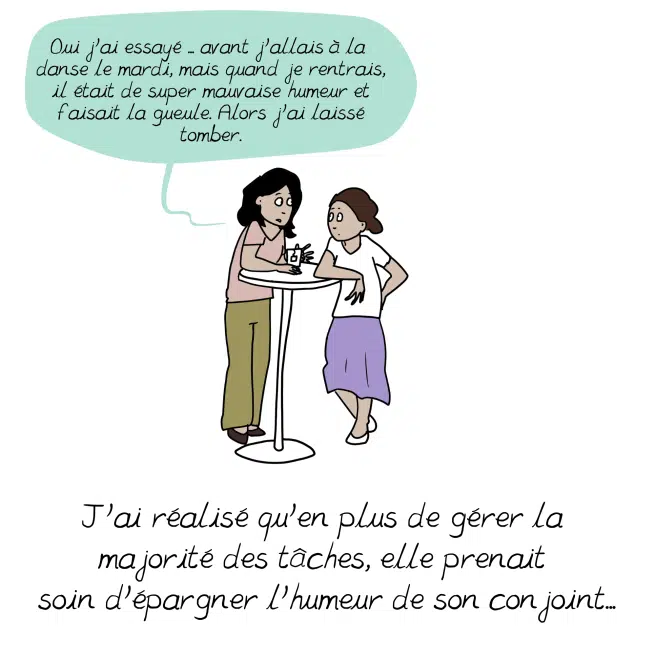 Oui j'ai essayé .. avant j'allais à la
danse le mardi, mais quand je rentrais,
il était de super mauvaise humeur et
faisait la gueule. Alors j'ai laissé
tomber.
J'ai réalisé qu'en plus de gérer la
majorité des tâches, elle prenait
soin d'épargner l'humeur de son conjoint...